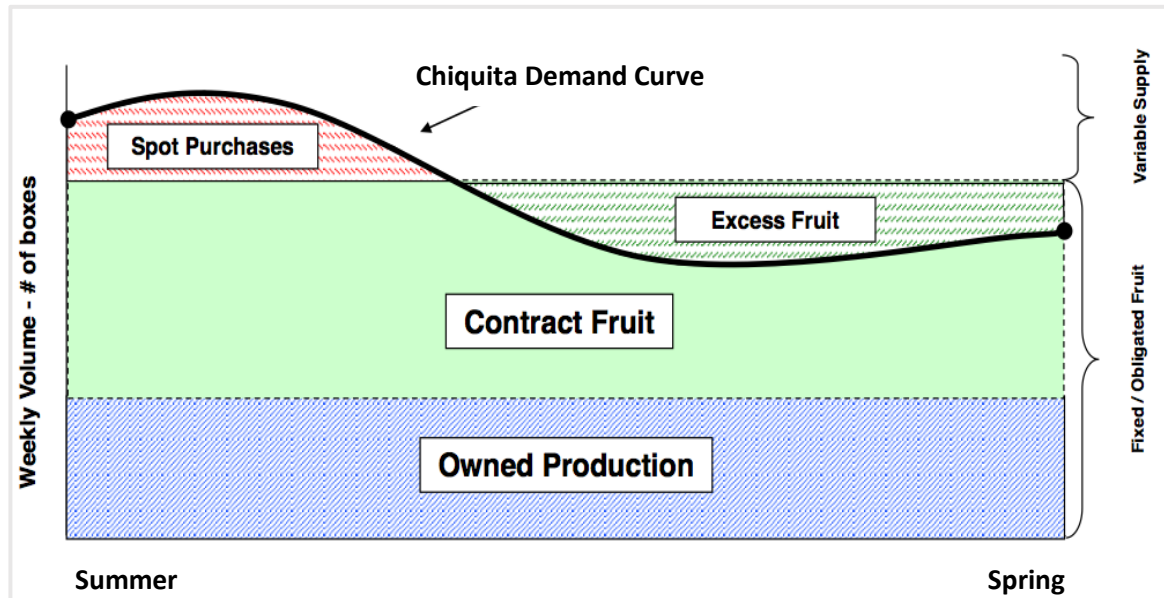 Chiquita Demand Curve
Spot Purchases
Excess Fruit
Contract Fruit
Owned Production
Weekly Volume - # of boxes
Variable Supply
Fixed / Obligated Fruit
Summer
Spring